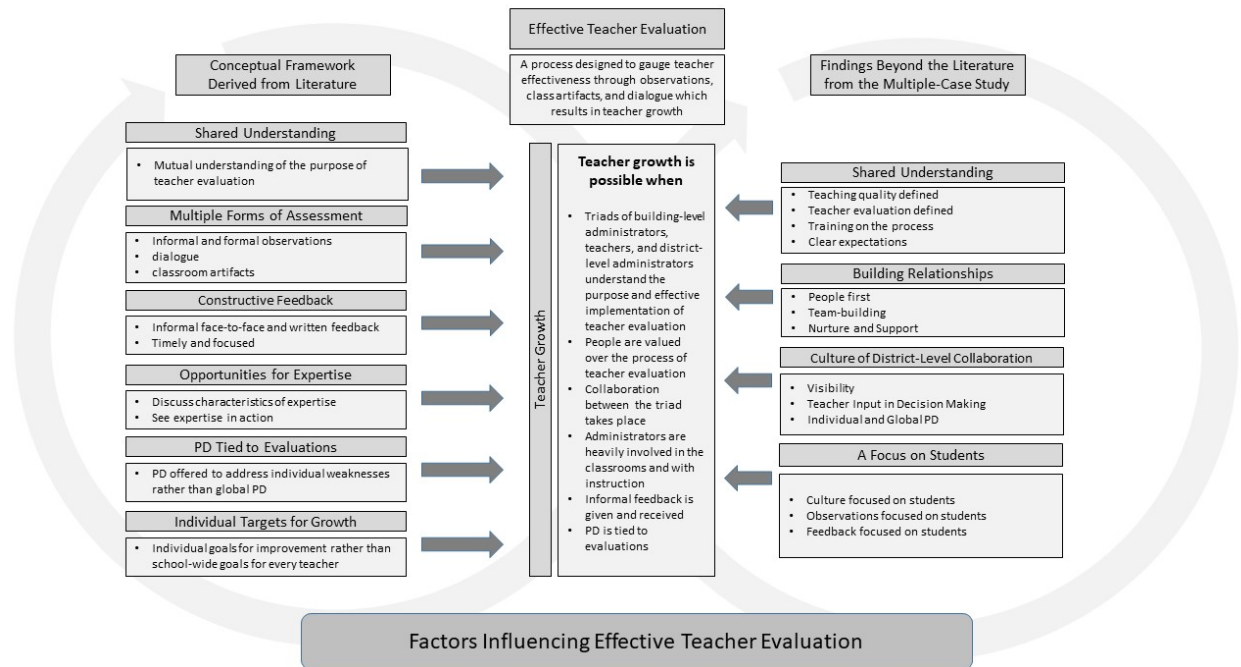 Effective Teacher Evaluation
A process designed to gauge teacher
effectiveness through observations,
class artifacts, and dialogue which
results in teacher growth
Conceptual Framework
Derived from Literature
Shared Understanding
• Mutual understanding of the purpose of
teacher evaluation
Multiple Forms of Assessment
• Informal and formal observations
• dialogue
• classroom artifacts
Constructive Feedback
• Informal face-to-face and written feedback
• Timely and focused
Opportunities for Expertise
• Discuss characteristics of expertise
• See expertise in action
PD Tied to Evaluations
• PD offered to address individual weaknesses
rather than global PD
Individual Targets for Growth
• Individual goals for improvement rather than
school-wide goals for every teacher
Teacher Growth
Teacher growth is
possible when
• Triads of building-level
administrators,
teachers, and district-
level administrators
understand the
purpose and effective
implementation of
teacher evaluation
• People are valued
over the process of
teacher evaluation
• Collaboration
between the triad
takes place
• Administrators are
heavily involved in the
classrooms and with
instruction
• Informal feedback is
given and received
• PD is tied to
evaluations
Findings Beyond the Literature
from the Multiple-Case Study
Shared Understanding
• Teaching quality defined
• Teacher evaluation defined
• Training on the process
• Clear expectations
Building Relationships
• People first
• Team-building
• Nurture and Support
Culture of District-Level Collaboration
• Visibility
• Teacher Input in Decision Making
• Individual and Global PD
A Focus on Students
• Culture focused on students
• Observations focused on students
• Feedback focused on students
Factors Influencing Effective Teacher Evaluation